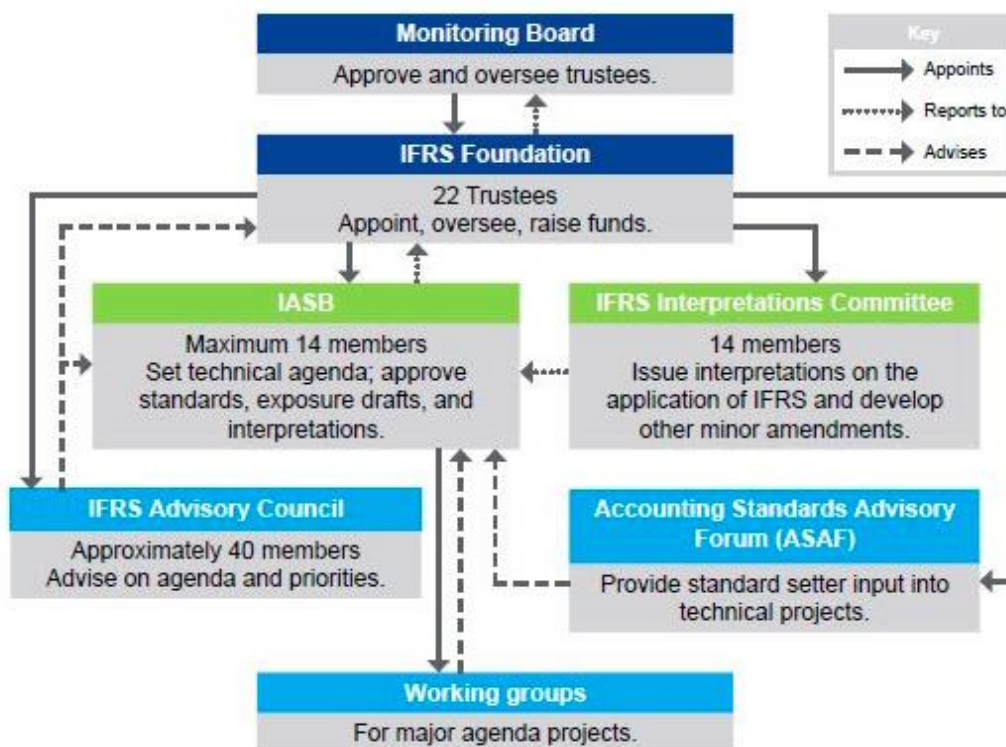 Monitoring Board
Approve and oversee trustees.
Key
Appoints
Reports to
Advises
IFRS Foundation
22 Trustees
Appoint, oversee, raise funds.
IASB
Maximum 14 members
Set technical agenda; approve
standards, exposure drafts, and
interpretations.
IFRS Interpretations Committee
14 members
Issue interpretations on the
application of IFRS and develop
other minor amendments.
IFRS Advisory Council
Approximately 40 members
Advise on agenda and priorities.
Accounting Standards Advisory
Forum (ASAF)
Provide standard setter input into
technical projects.
Working groups
For major agenda projects.